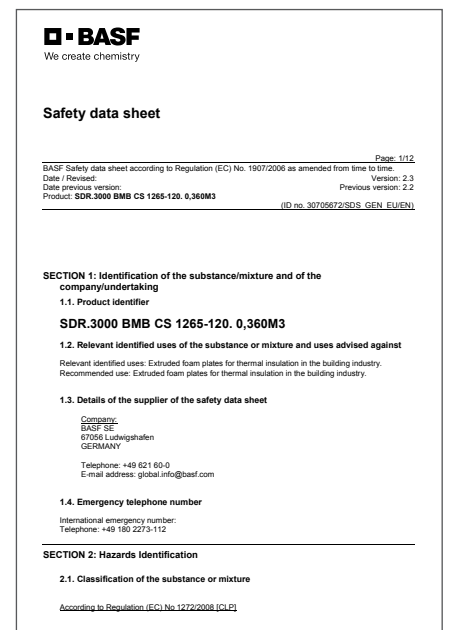 BASF
We create chemistry
Safety data sheet
Page: 1/12
BASF Safety data sheet according to Regulation (EC) No. 1907/2006 as amended from time to time.
Date / Revised: Version: 2.3
Date previous version: Previous version: 2.2
Product: SDR.3000 BMB CS 1265-120. 0,360M3
(ID no. 30705672/SDS_GEN_EU/EN)
SECTION 1: Identification of the substance/mixture and of the
company/undertaking
1.1. Product identifier
SDR.3000 BMB CS 1265-120. 0,360M3
1.2. Relevant identified uses of the substance or mixture and uses advised against
Relevant identified uses: Extruded foam plates for thermal insulation in the building industry.
Recommended use: Extruded foam plates for thermal insulation in the building industry.
1.3. Details of the supplier of the safety data sheet
Company:
BASF SE
67056 Ludwigshafen
GERMANY
Telephone: +49 621 60-0
E-mail address: global.info@basf.com
1.4. Emergency telephone number
International emergency number:
Telephone: +49 180 2273-112
SECTION 2: Hazards Identification
2.1. Classification of the substance or mixture
According to Regulation (EC) No 1272/2008 [CLP]